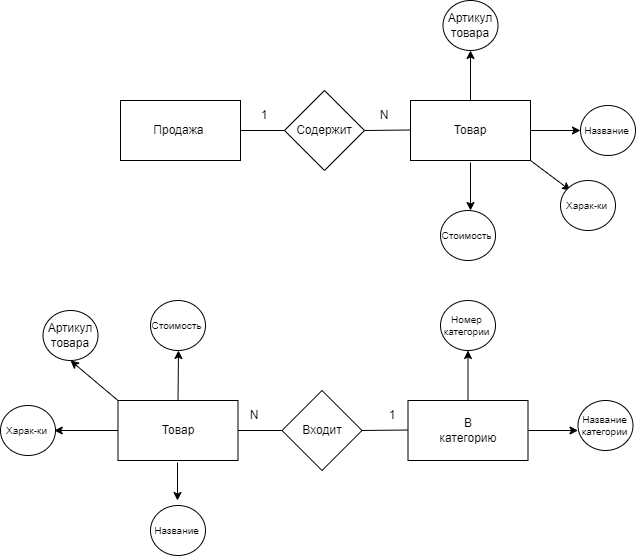 Артикул
товара
1
N
Продажа
Содержит
Товар
Название
Харак-ки
Стоимость
Номер
категории
Артикул
товара
Стоимость
N
1
Харак-ки
Товар
Входит
В
категорию
Название
категории
Название